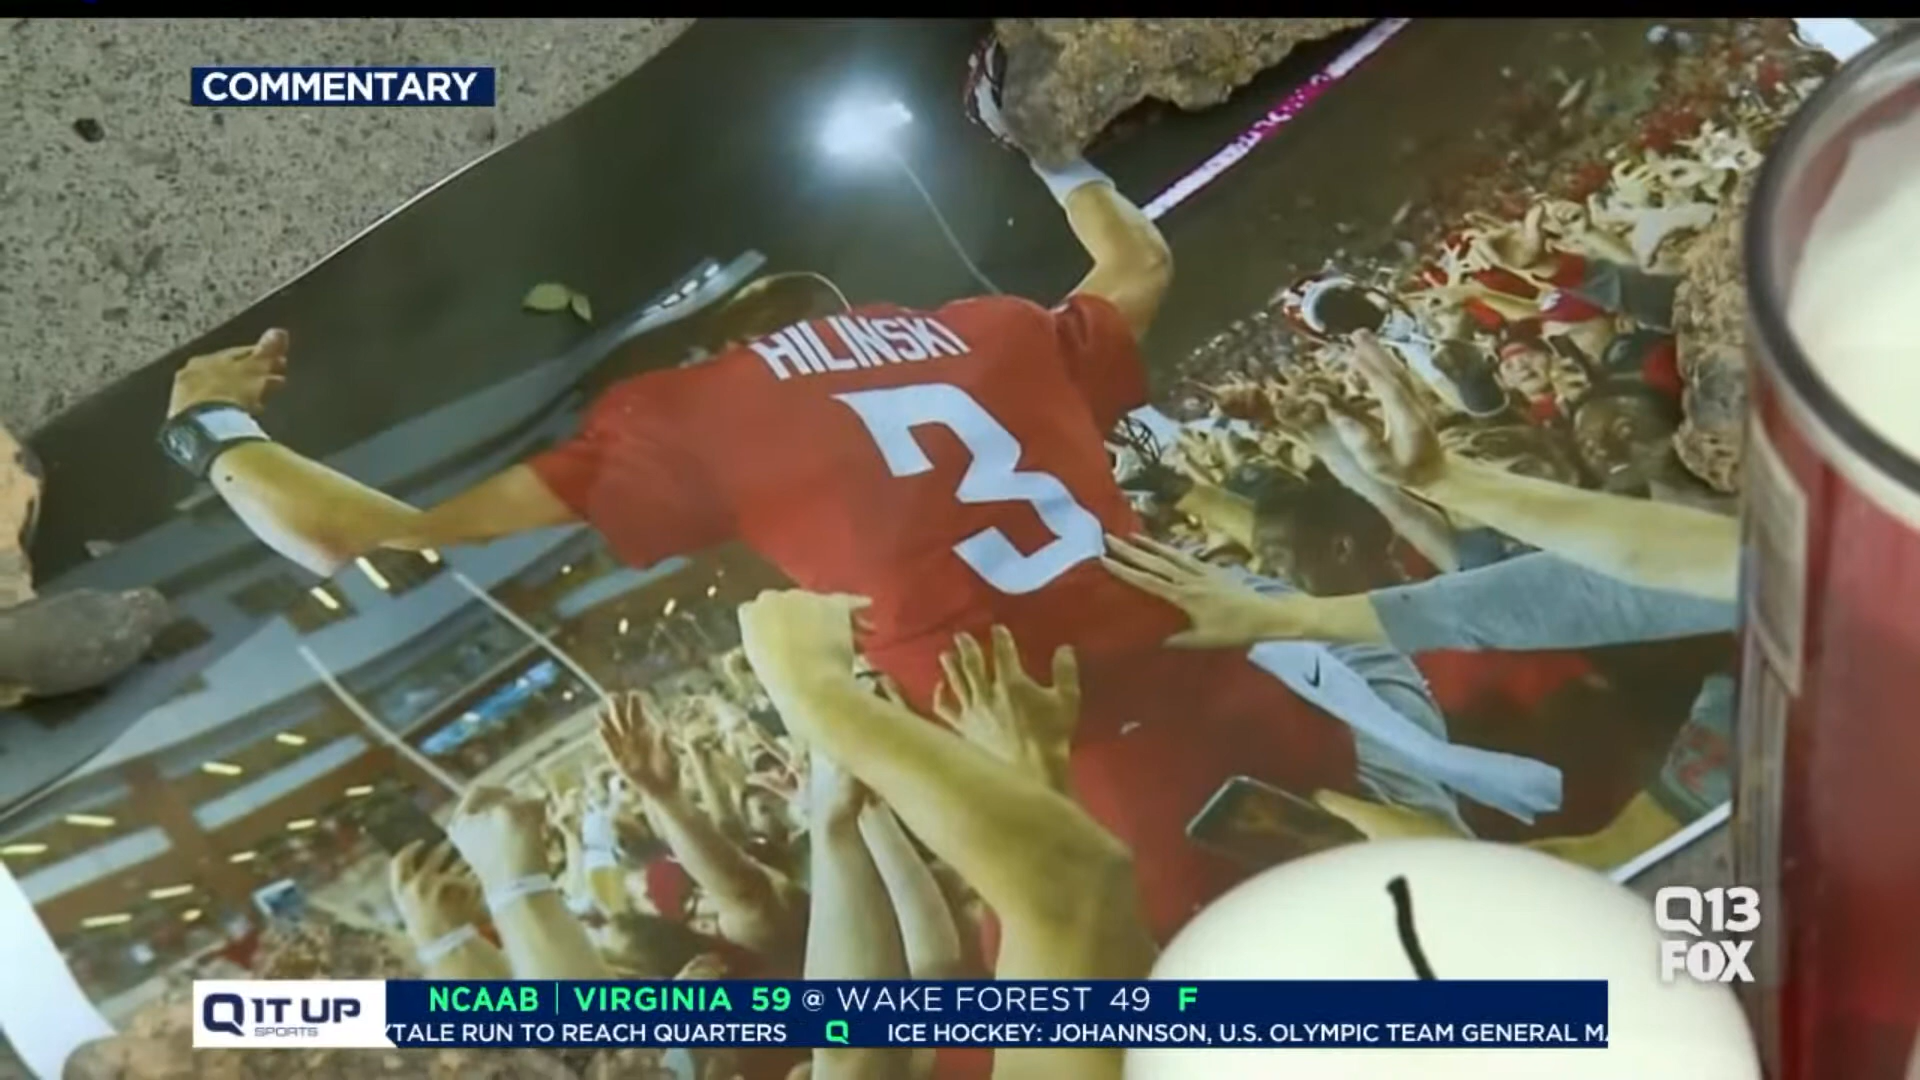 COMMENTARY
HILINSKI
3
Q13
FOX
Q IT UP
SPORTS
NCAAB | VIRGINIA 59 @ WAKE FOREST 49 F
TALE RUN TO REACH QUARTERS Q ICE HOCKEY: JOHANNSON, U.S. OLYMPIC TEAM GENERAL